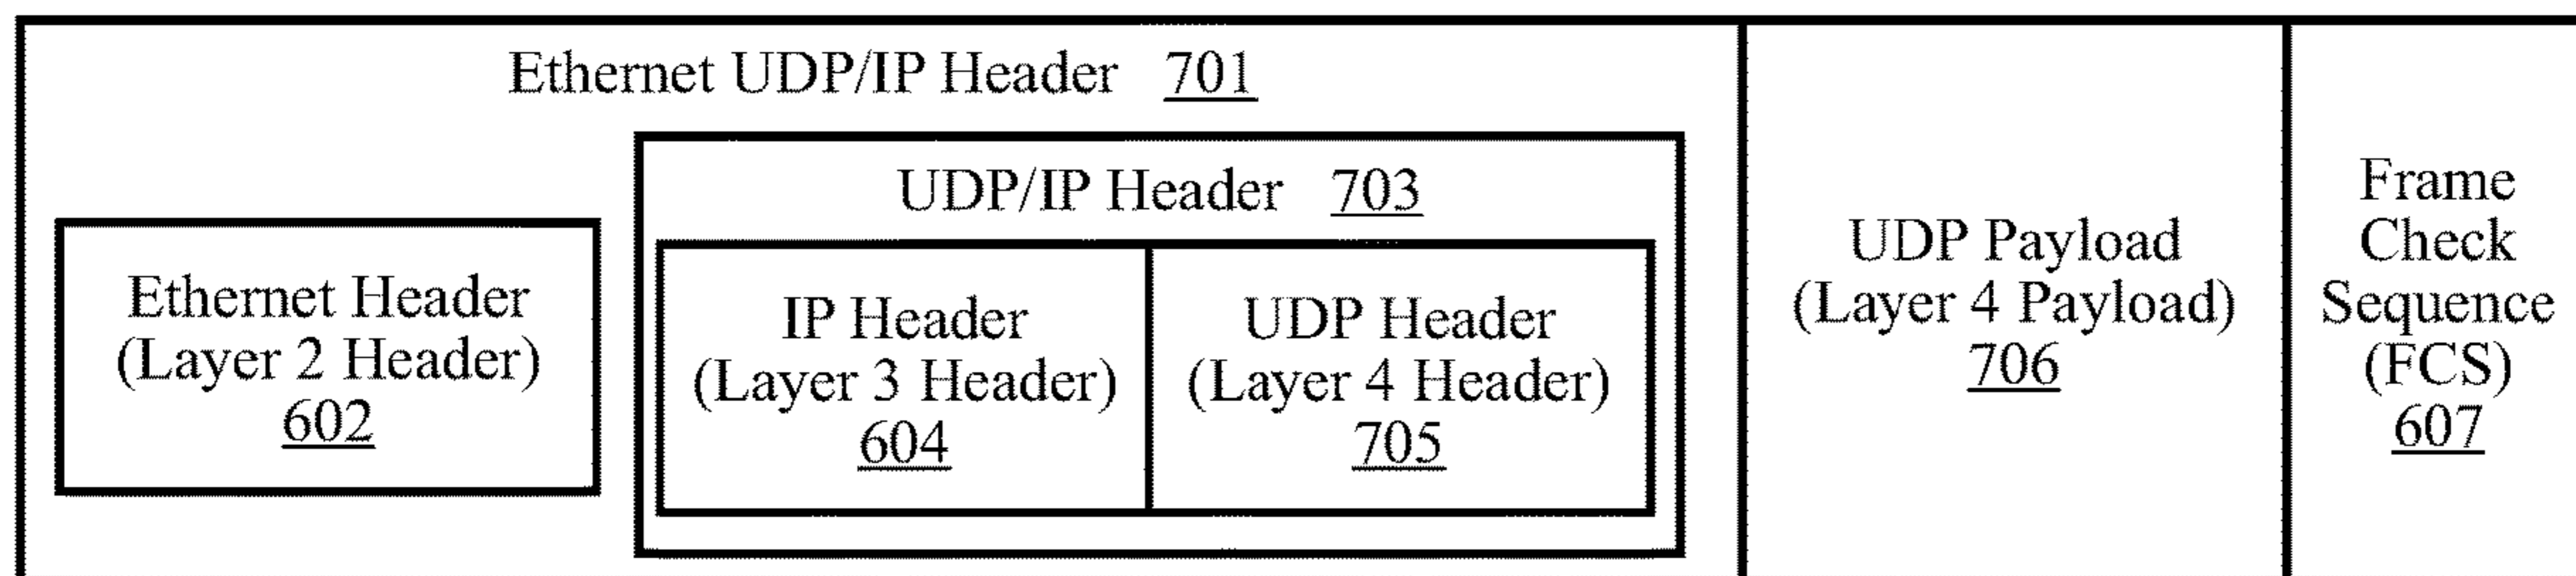 Ethernet UDP/IP Header 701
UDP/IP Header 703
Ethernet Header
(Layer 2 Header)
602
IP Header
(Layer 3 Header)
604
UDP Header
(Layer 4 Header)
705
UDP Payload
(Layer 4 Payload)
706
Frame
Check
Sequence
(FCS)
607